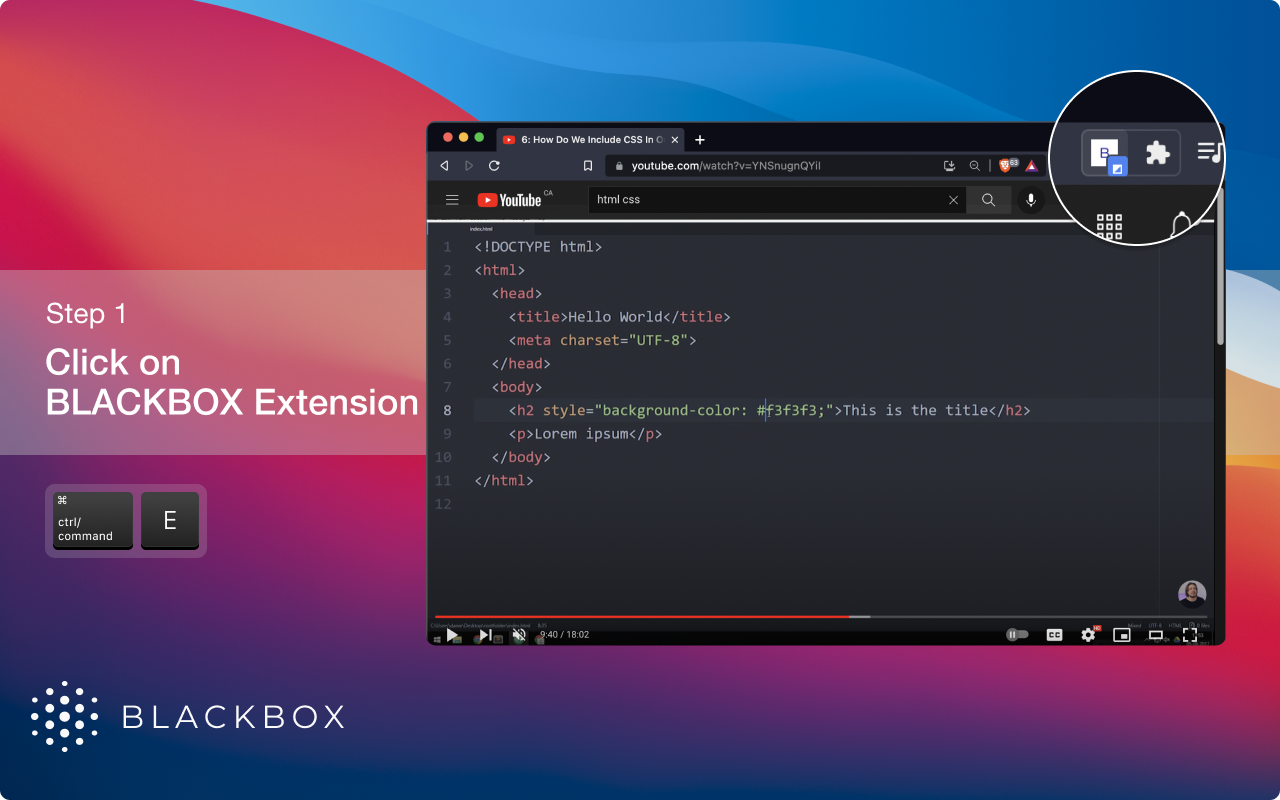 6: How Do We Include CSS In O
youtube.com/watch?v=YNSnugnQYiI
63
B
YouTube CA
html css
index.html
1 <!DOCTYPE html>
2 <html>
3 <head>
4 <title>Hello World</title>
5 <meta charset="UTF-8">
6 </head>
7 <body>
8 <h2 style="background-color: #f3f3f3;">This is the title</h2>
9 <p>Lorem ipsum</p>
10 </body>
11 </html>
12
Step 1
Click on
BLACKBOX Extension
⌘
ctrl/
command
E
9:40 / 18:02
CC
HD
BLACKBOX